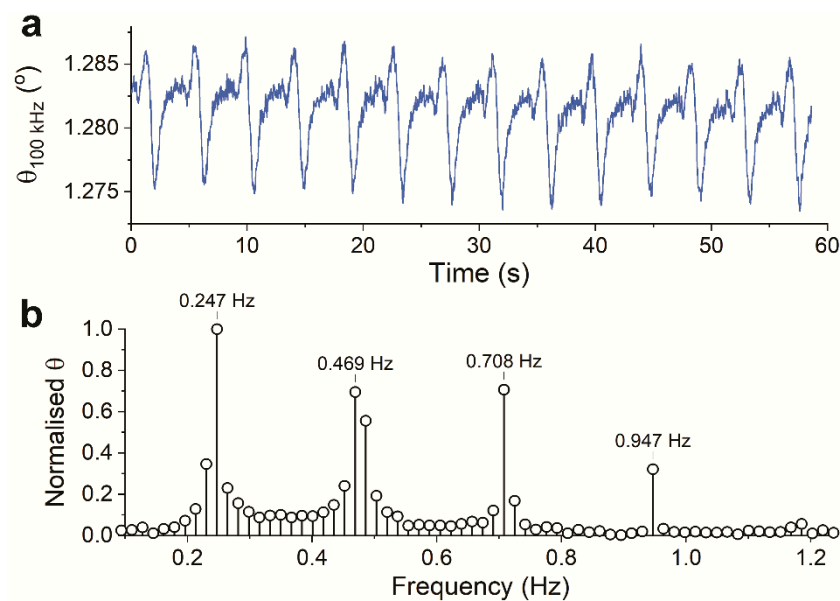 a
θ100 kHz (º)
1.285
1.280
1.275
0 10 20 30 40 50 60
Time (s)
b
0.247 Hz
0.469 Hz
0.708 Hz
0.947 Hz
Normalised θ
1.0
0.8
0.6
0.4
0.2
0.0
0.2 0.4 0.6 0.8 1.0 1.2
Frequency (Hz)